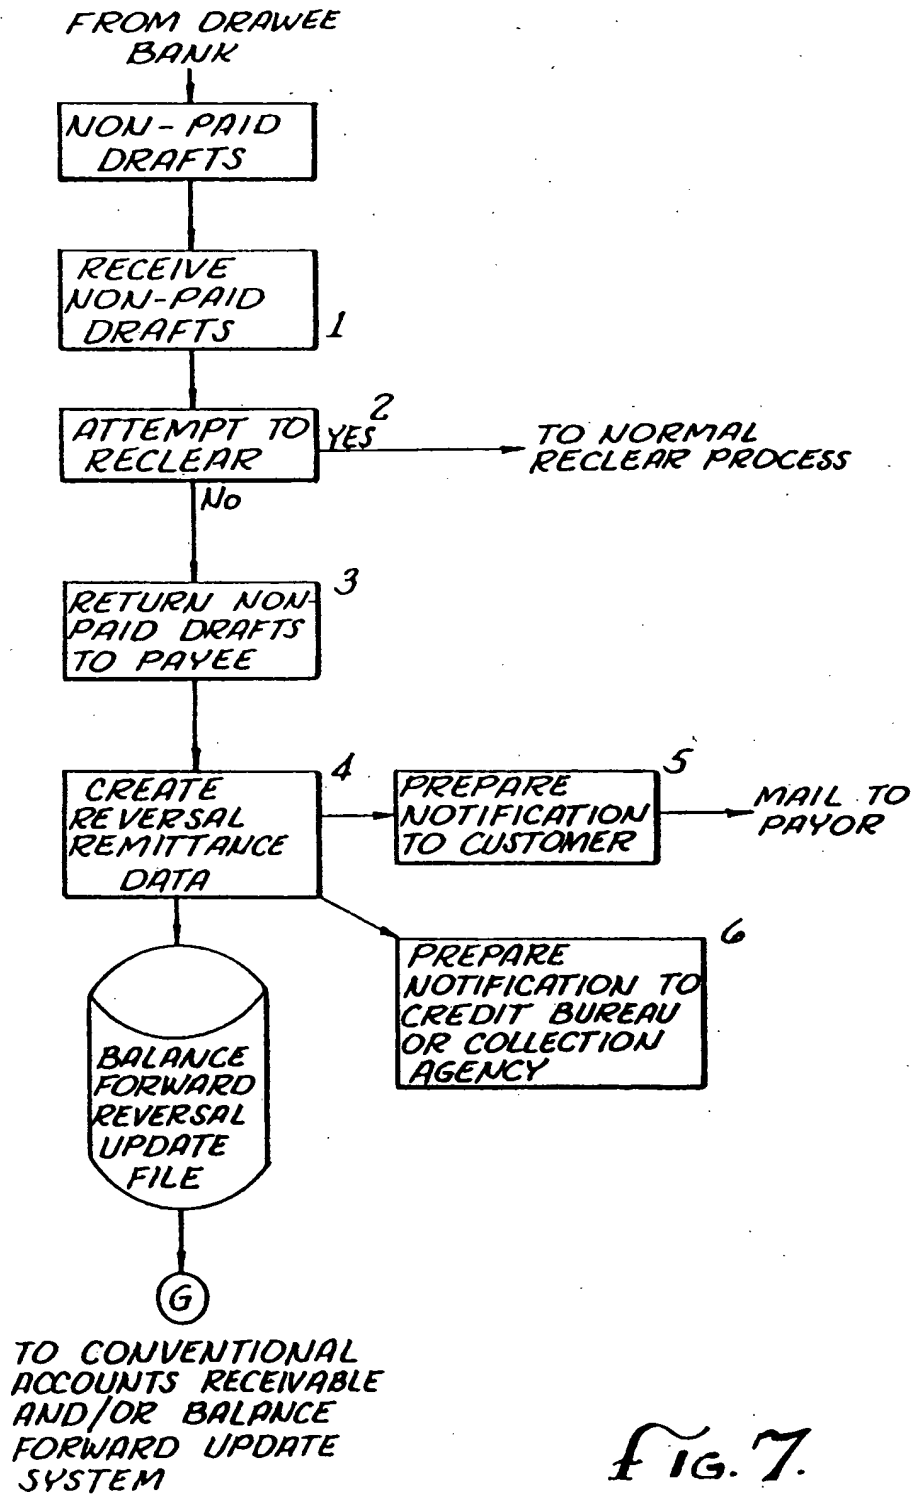 FROM DRAWEE
BANK
NON-PAID
DRAFTS
RECEIVE
NON-PAID
DRAFTS
1
ATTEMPT TO
RECLEAR
2
YES
TO NORMAL
RECLEAR PROCESS
NO
3
RETURN NON-
PAID DRAFTS
TO PAYEE
4
CREATE
REVERSAL
REMITTANCE
DATA
5
PREPARE
NOTIFICATION
TO CUSTOMER
MAIL TO
PAYOR
6
PREPARE
NOTIFICATION TO
CREDIT BUREAU
OR COLLECTION
AGENCY
BALANCE
FORWARD
REVERSAL
UPDATE
FILE
G
TO CONVENTIONAL
ACCOUNTS RECEIVABLE
AND/OR BALANCE
FORWARD UPDATE
SYSTEM
FIG. 7.